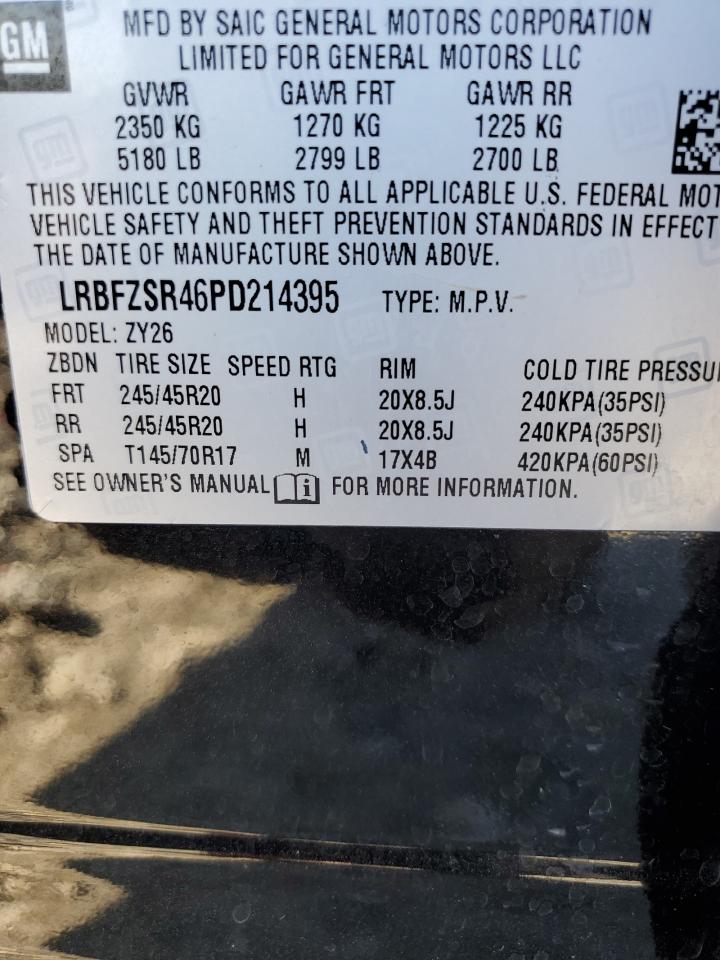 GM
MFD BY SAIC GENERAL MOTORS CORPORATION
LIMITED FOR GENERAL MOTORS LLC
GVWR GAWR FRT GAWR RR
2350 KG 1270 KG 1225 KG
5180 LB 2799 LB 2700 LB
THIS VEHICLE CONFORMS TO ALL APPLICABLE U.S. FEDERAL MOT
VEHICLE SAFETY AND THEFT PREVENTION STANDARDS IN EFFECT
THE DATE OF MANUFACTURE SHOWN ABOVE.
LRBFZSR46PD214395 TYPE: M.P.V.
MODEL: ZY26
ZBDN TIRE SIZE SPEED RTG RIM COLD TIRE PRESSU
FRT 245/45R20 H 20X8.5J 240KPA(35PSI)
RR 245/45R20 H 20X8.5J 240KPA(35PSI)
SPA T145/70R17 M 17X4B 420KPA(60PSI)
SEE OWNER'S MANUAL i FOR MORE INFORMATION.